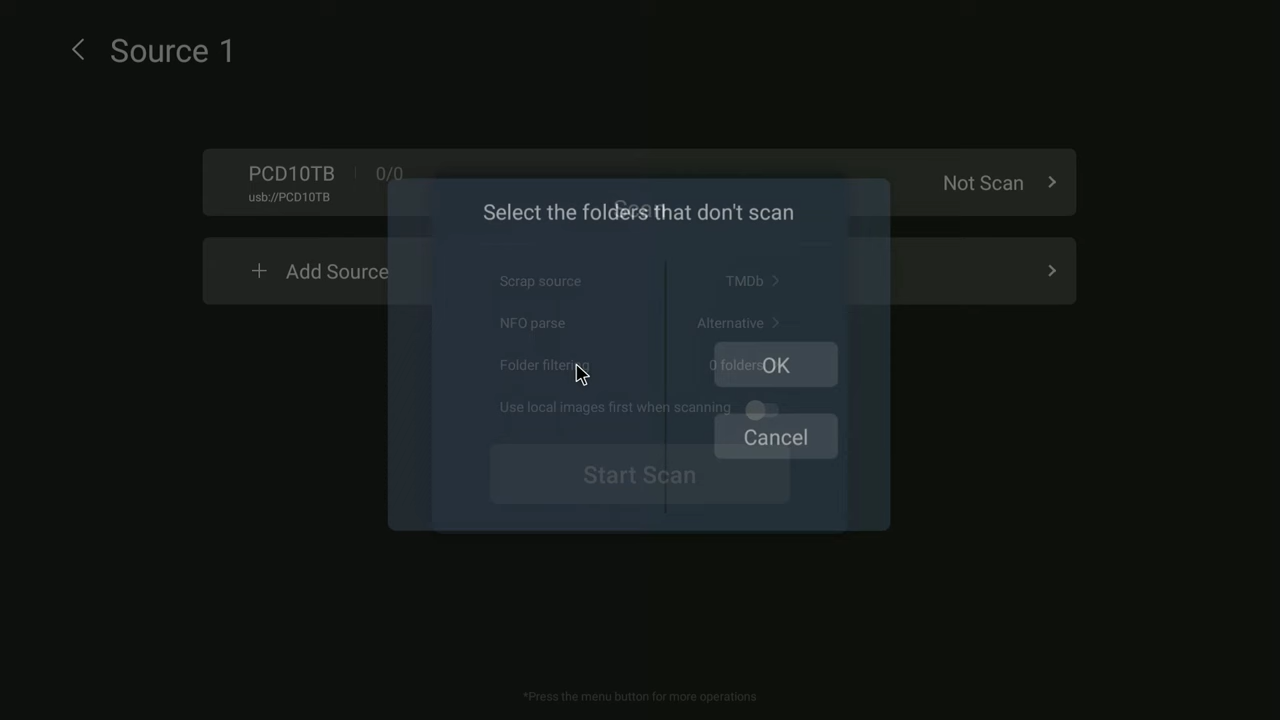 Source 1
PCD10TB
0/0
usb://PCD10TB
Not Scan
+ Add Source
Scan
Select the folders that don't scan
Scrap source
TMDb
NFO parse
Alternative
Folder filtering
0 folders
OK
Use local images first when scanning
Cancel
Start Scan
*Press the menu button for more operations